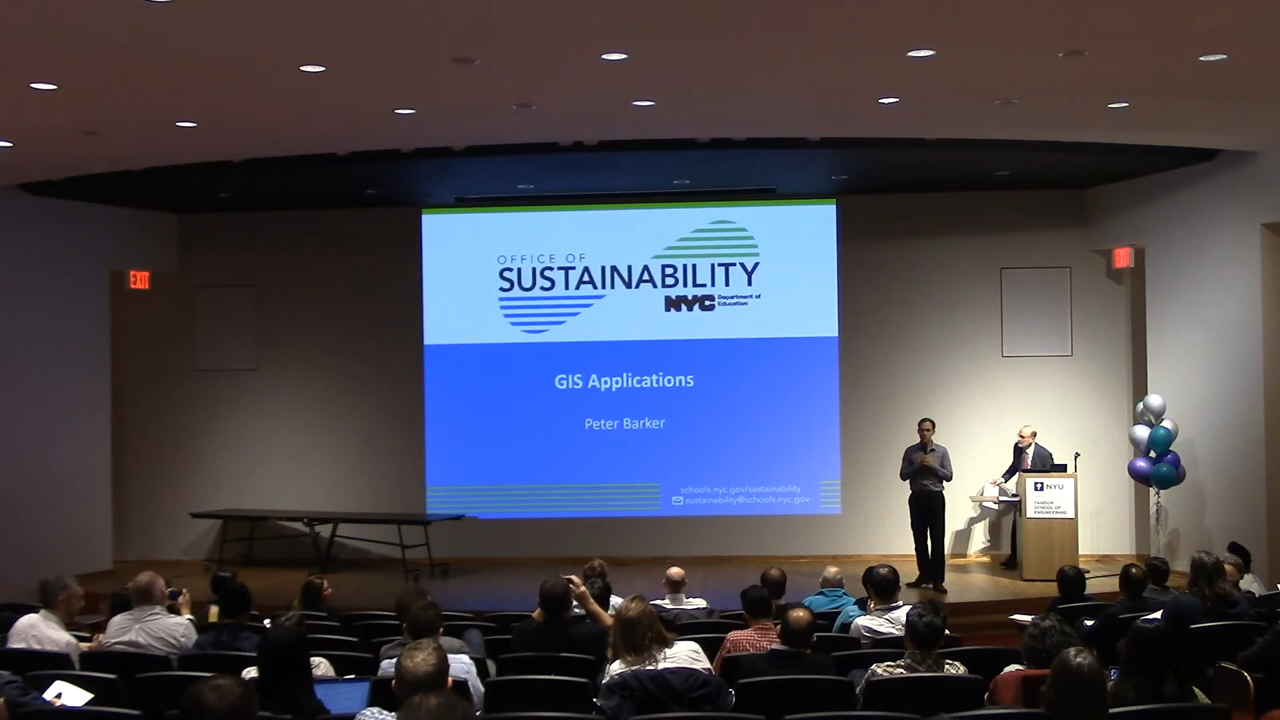 EXIT
OFFICE OF
SUSTAINABILITY
NYC Department of
Education
GIS Applications
Peter Barker
schools.nyc.gov/sustainability
sustainability@schools.nyc.gov
EXIT
NYU
TANDON
SCHOOL OF
ENGINEERING